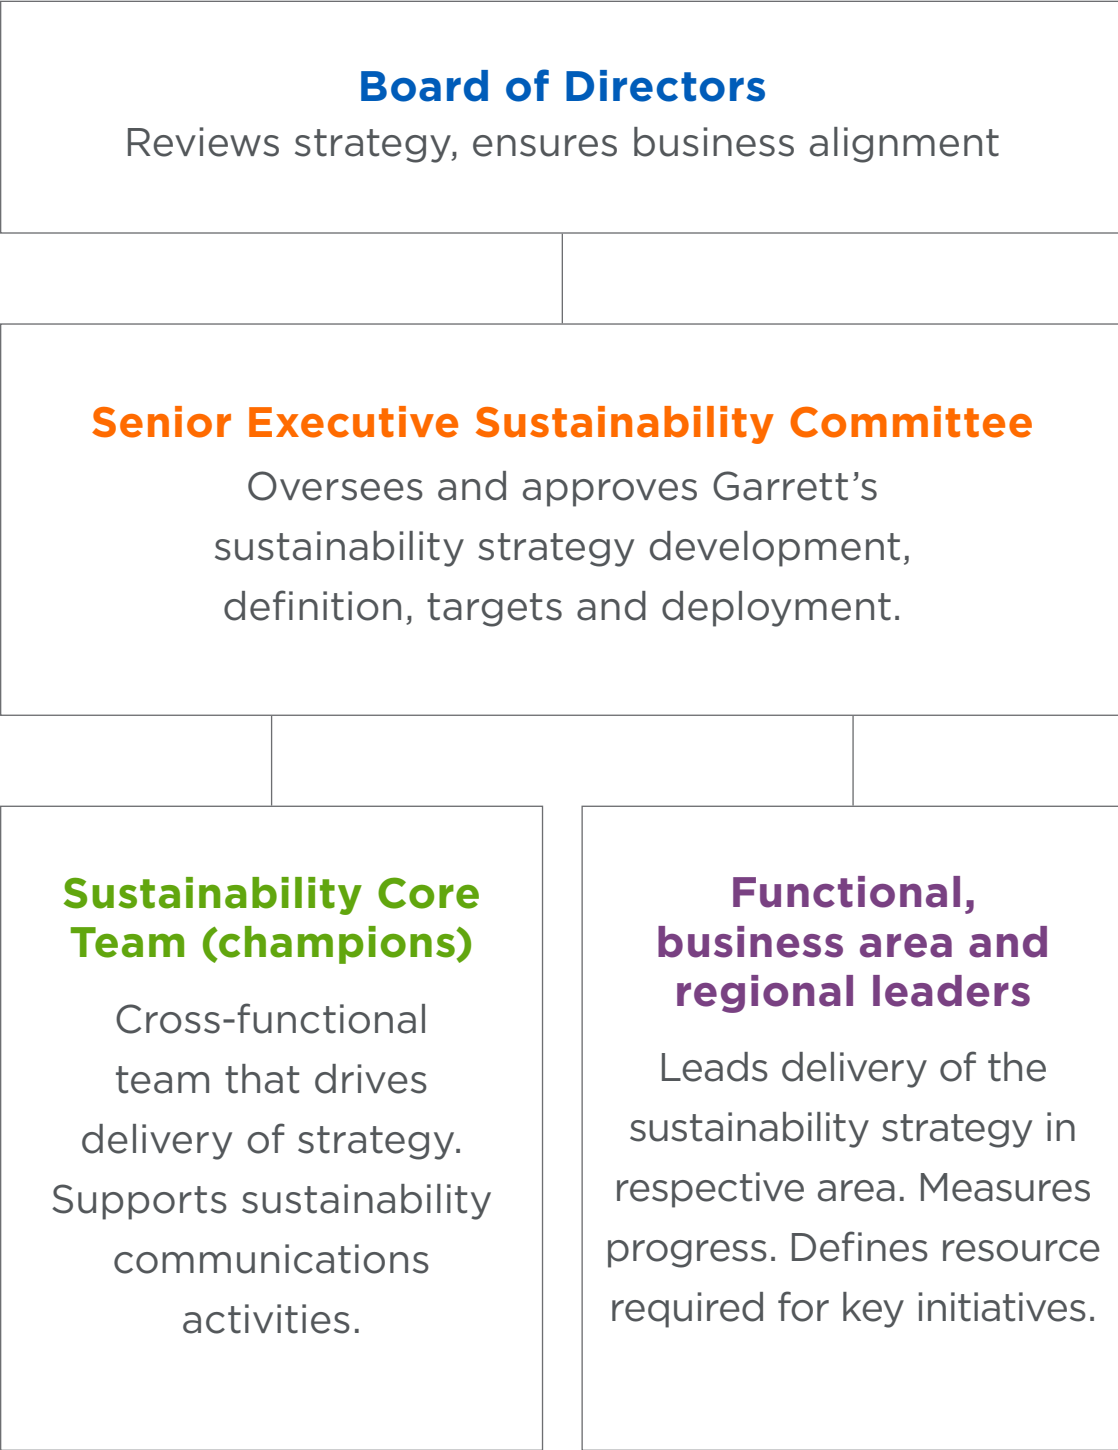 Board of Directors
Reviews strategy, ensures business alignment
Senior Executive Sustainability Committee
Oversees and approves Garrett’s
sustainability strategy development,
definition, targets and deployment.
Sustainability Core
Team (champions)
Cross-functional
team that drives
delivery of strategy.
Supports sustainability
communications
activities.
Functional,
business area and
regional leaders
Leads delivery of the
sustainability strategy in
respective area. Measures
progress. Defines resource
required for key initiatives.